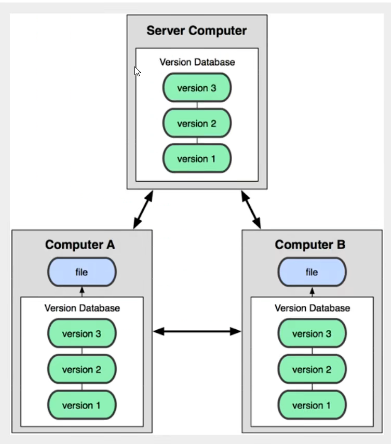 Server Computer
Version Database
version 3
version 2
version 1
Computer A
file
Version Database
version 3
version 2
version 1
Computer B
file
Version Database
version 3
version 2
version 1